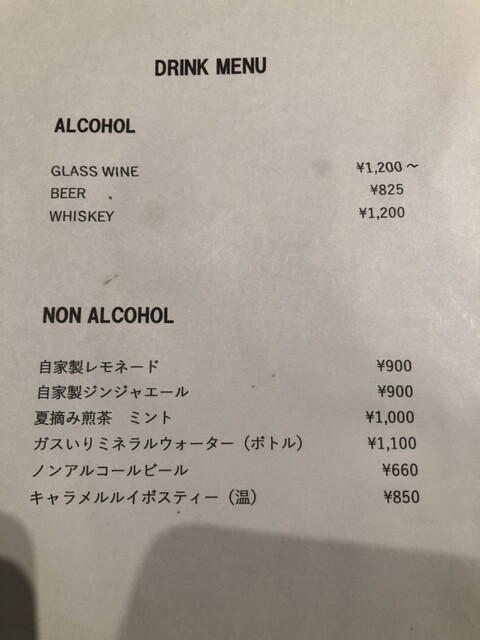 DRINK MENU
ALCOHOL
GLASS WINE ¥1,200～
BEER ¥825
WHISKEY ¥1,200
NON ALCOHOL
自家製レモネード ¥900
自家製ジンジャエール ¥900
夏摘み煎茶　ミント ¥1,000
ガスいりミネラルウォーター（ボトル） ¥1,100
ノンアルコールビール ¥660
キャラメルルイボスティー（温） ¥850